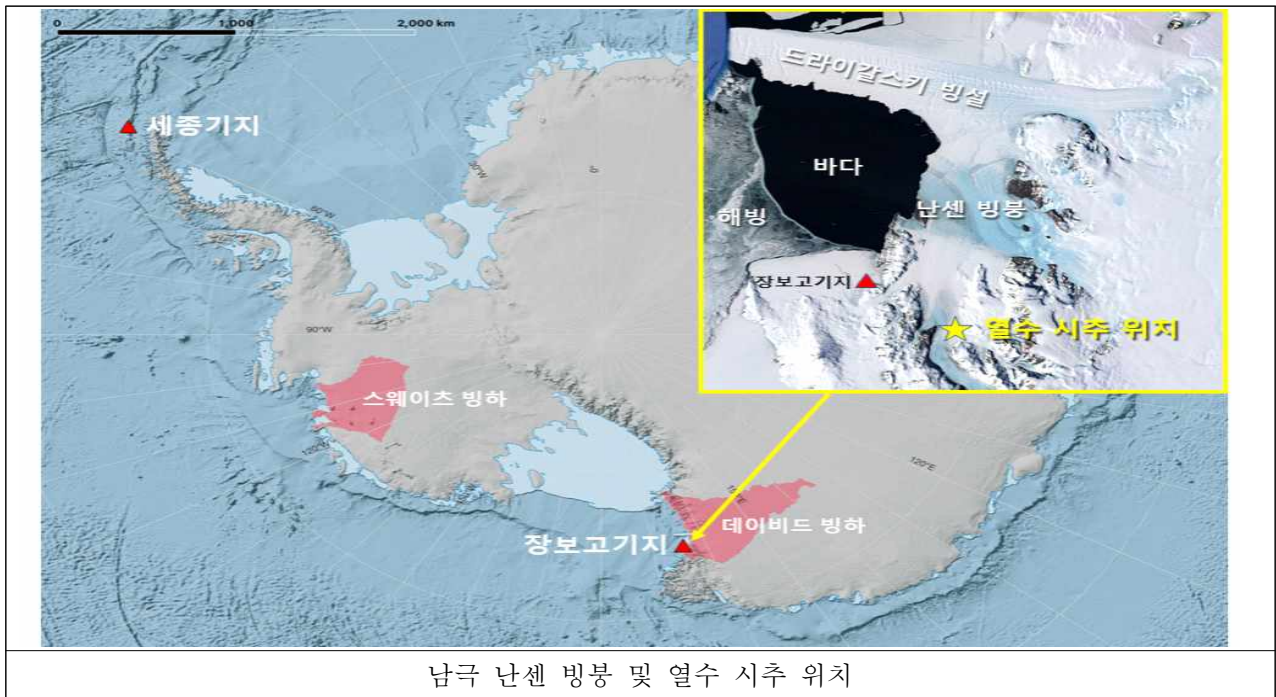 0 1,000 2,000 km
세종기지
스웨이츠 빙하
장보고기지
데이비드 빙하
90°W
120°E
드라이갈스키 빙설
바다
해빙
난센 빙붕
장보고기지
열수 시추 위치
남극 난센 빙붕 및 열수 시추 위치